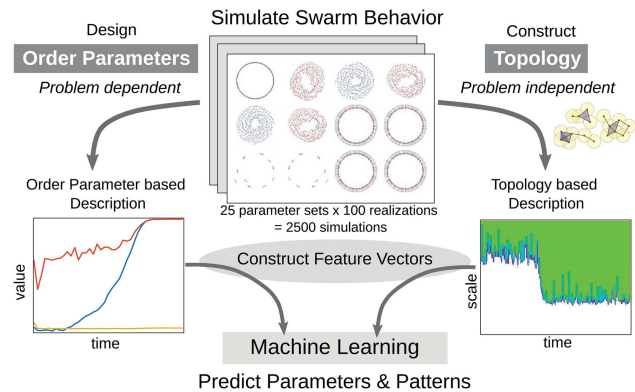 Simulate Swarm Behavior
Design
Order Parameters
Problem dependent
Construct
Topology
Problem independent
Order Parameter based
Description
25 parameter sets x 100 realizations
= 2500 simulations
Topology based
Description
value
time
Construct Feature Vectors
scale
time
Machine Learning
Predict Parameters & Patterns